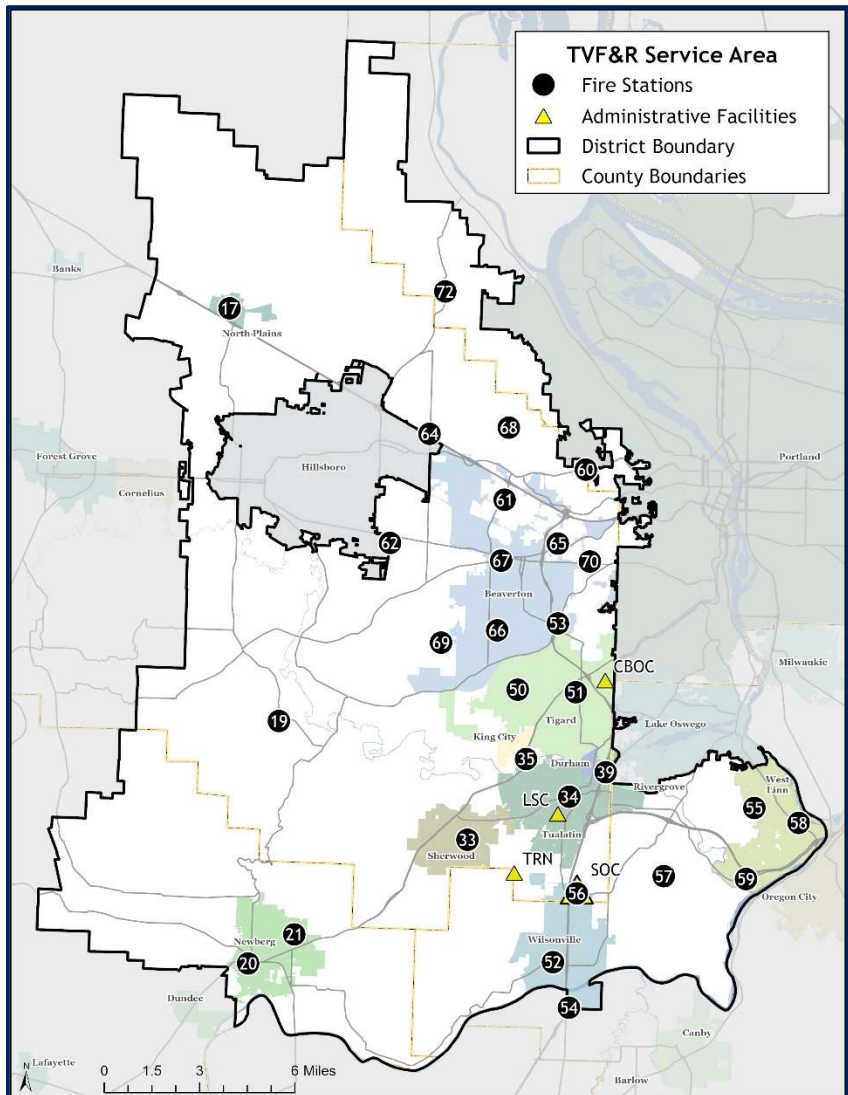 TVF&R Service Area
Fire Stations
Administrative Facilities
District Boundary
County Boundaries
Banks
72
17
North Plains
64
68
Portland
Forest Grove
Hillsboro
60
Cornelius
61
62
65
67
70
Beaverton
53
66
69
CBOC
Milwaukie
50
51
19
Tigard
Lake Oswego
King City
35
Durham
39
Rivergrove
West
Linn
LSC
34
55
58
Tualatin
33
Sherwood
TRN
SOC
57
59
56
Oregon City
21
Newberg
Wilsonville
20
52
Dundee
54
Canby
Lafayette
N
0 1.5 3 6 Miles
Barlow